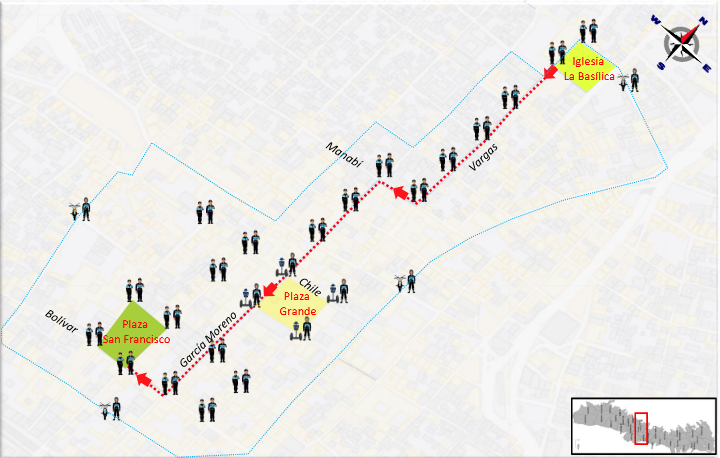 W
N
S
E
Iglesia
La Basílica
Manabí
Vargas
Chile
Plaza
Grande
García Moreno
Bolívar
Plaza
San Francisco